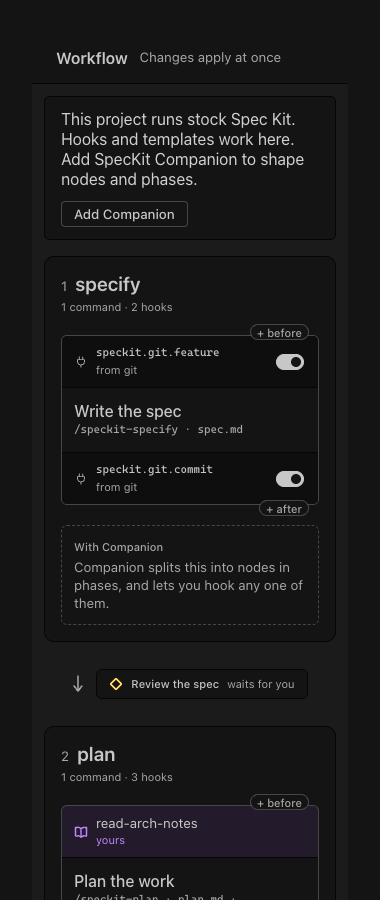 Workflow Changes apply at once
This project runs stock Spec Kit.
Hooks and templates work here.
Add SpecKit Companion to shape
nodes and phases.
Add Companion
1 specify
1 command · 2 hooks
+ before
speckit.git.feature
from git
Write the spec
/speckit-specify · spec.md
speckit.git.commit
from git
+ after
With Companion
Companion splits this into nodes in
phases, and lets you hook any one of
them.
Review the spec waits for you
2 plan
1 command · 3 hooks
+ before
read-arch-notes
yours
Plan the work
/speckit-plan · plan.md ·